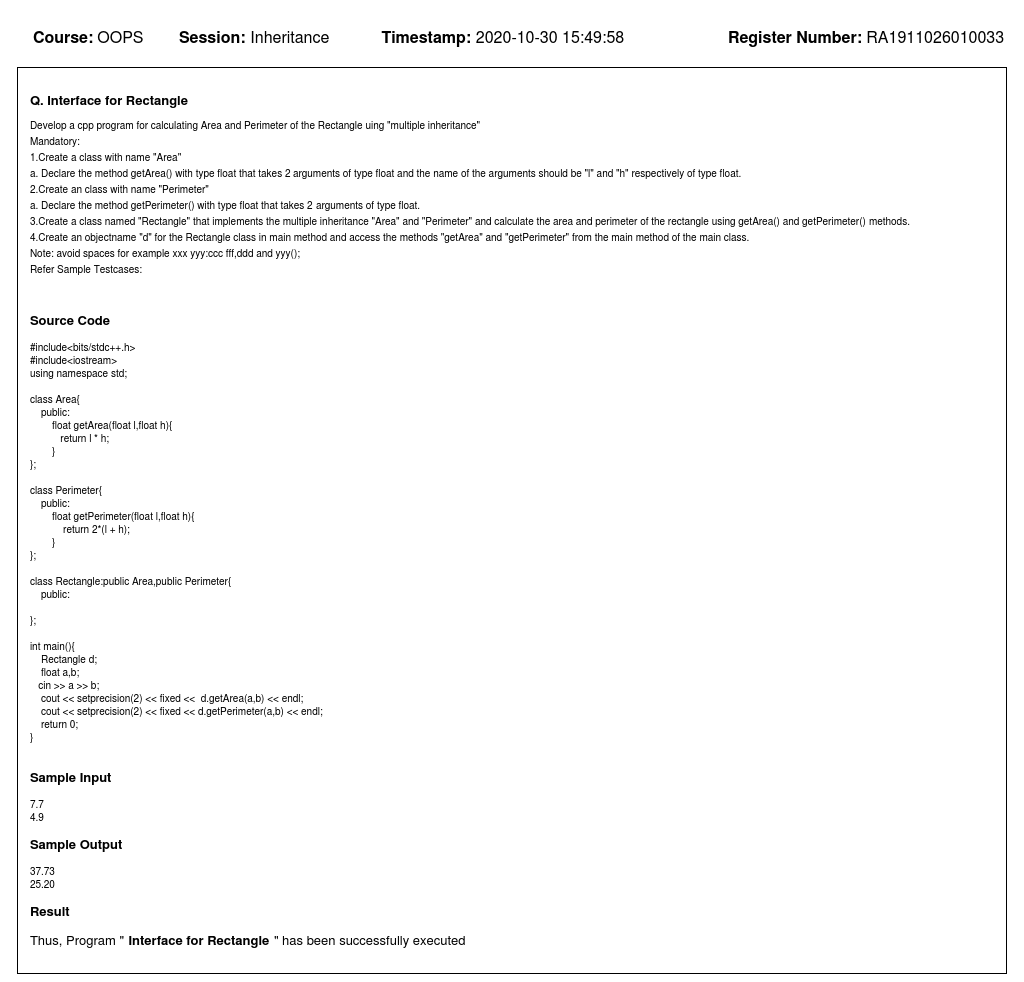 Course: OOPS Session: Inheritance Timestamp: 2020-10-30 15:49:58 Register Number: RA1911026010033
Q. Interface for Rectangle
Develop a cpp program for calculating Area and Perimeter of the Rectangle uing "multiple inheritance"
Mandatory:
1.Create a class with name "Area"
a. Declare the method getArea() with type float that takes 2 arguments of type float and the name of the arguments should be "l" and "h" respectively of type float.
2.Create an class with name "Perimeter"
a. Declare the method getPerimeter() with type float that takes 2 arguments of type float.
3.Create a class named "Rectangle" that implements the multiple inheritance "Area" and "Perimeter" and calculate the area and perimeter of the rectangle using getArea() and getPerimeter() methods.
4.Create an objectname "d" for the Rectangle class in main method and access the methods "getArea" and "getPerimeter" from the main method of the main class.
Note: avoid spaces for example xxx yyy:ccc fff,ddd and yyy();
Refer Sample Testcases:
Source Code
#include<bits/stdc++.h>
#include<iostream>
using namespace std;
class Area{
public:
float getArea(float l,float h){
return l * h;
}
};
class Perimeter{
public:
float getPerimeter(float l,float h){
return 2*(l + h);
}
};
class Rectangle:public Area,public Perimeter{
public:
};
int main(){
Rectangle d;
float a,b;
cin >> a >> b;
cout << setprecision(2) << fixed << d.getArea(a,b) << endl;
cout << setprecision(2) << fixed << d.getPerimeter(a,b) << endl;
return 0;
}
Sample Input
7.7
4.9
Sample Output
37.73
25.20
Result
Thus, Program " Interface for Rectangle " has been successfully executed